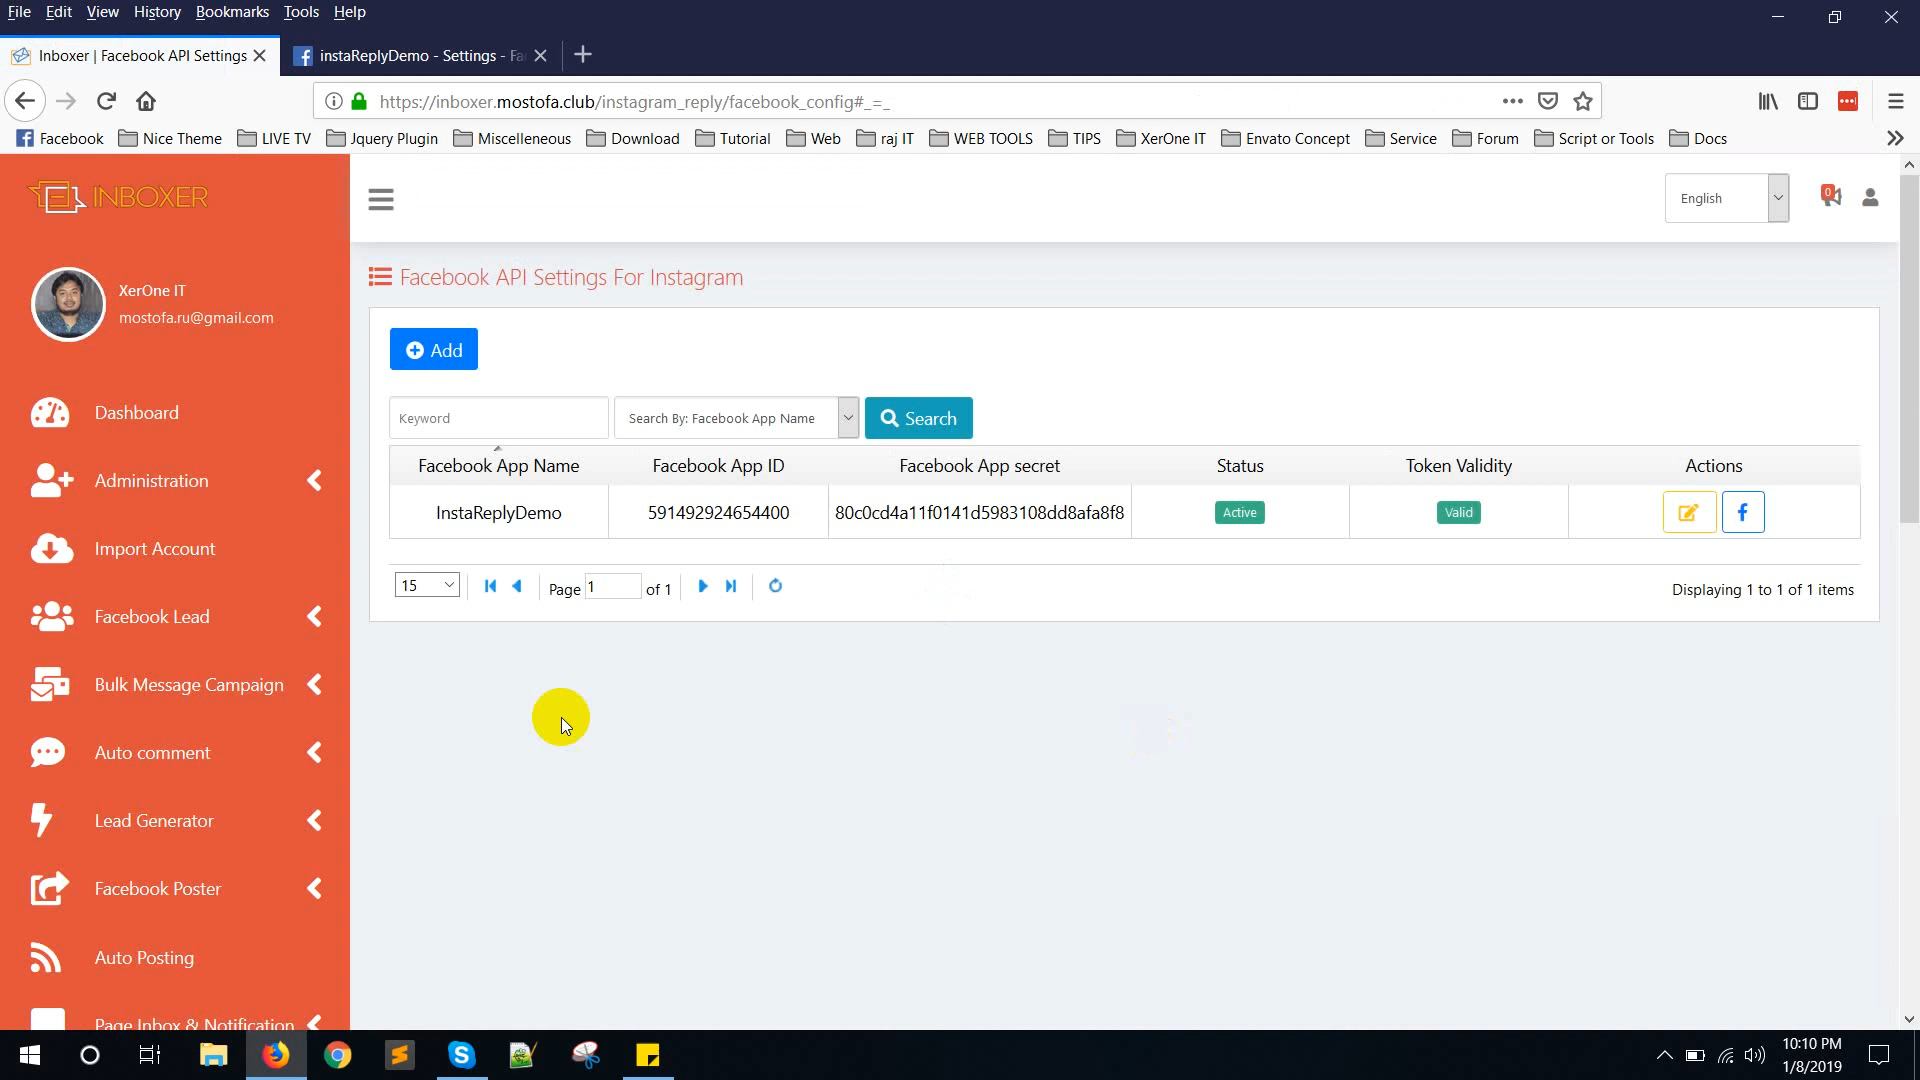 File Edit View History Bookmarks Tools Help
Inboxer | Facebook API Settings
instaReplyDemo - Settings - Fa
https://inboxer.mostofa.club/instagram_reply/facebook_config#_=_
Facebook Nice Theme LIVE TV Jquery Plugin Miscelleneous Download Tutorial Web raj IT WEB TOOLS TIPS XerOne IT Envato Concept Service Forum Script or Tools Docs
INBOXER
English
0
XerOne IT
mostofa.ru@gmail.com
Dashboard
Administration
Import Account
Facebook Lead
Bulk Message Campaign
Auto comment
Lead Generator
Facebook Poster
Auto Posting
Page Inbox & Notification
Facebook API Settings For Instagram
Add
Keyword Search By: Facebook App Name Search
Facebook App Name Facebook App ID Facebook App secret Status Token Validity Actions
InstaReplyDemo 591492924654400 80c0cd4a11f0141d5983108dd8afa8f8 Active Valid
15 Page 1 of 1 Displaying 1 to 1 of 1 items
10:10 PM
1/8/2019